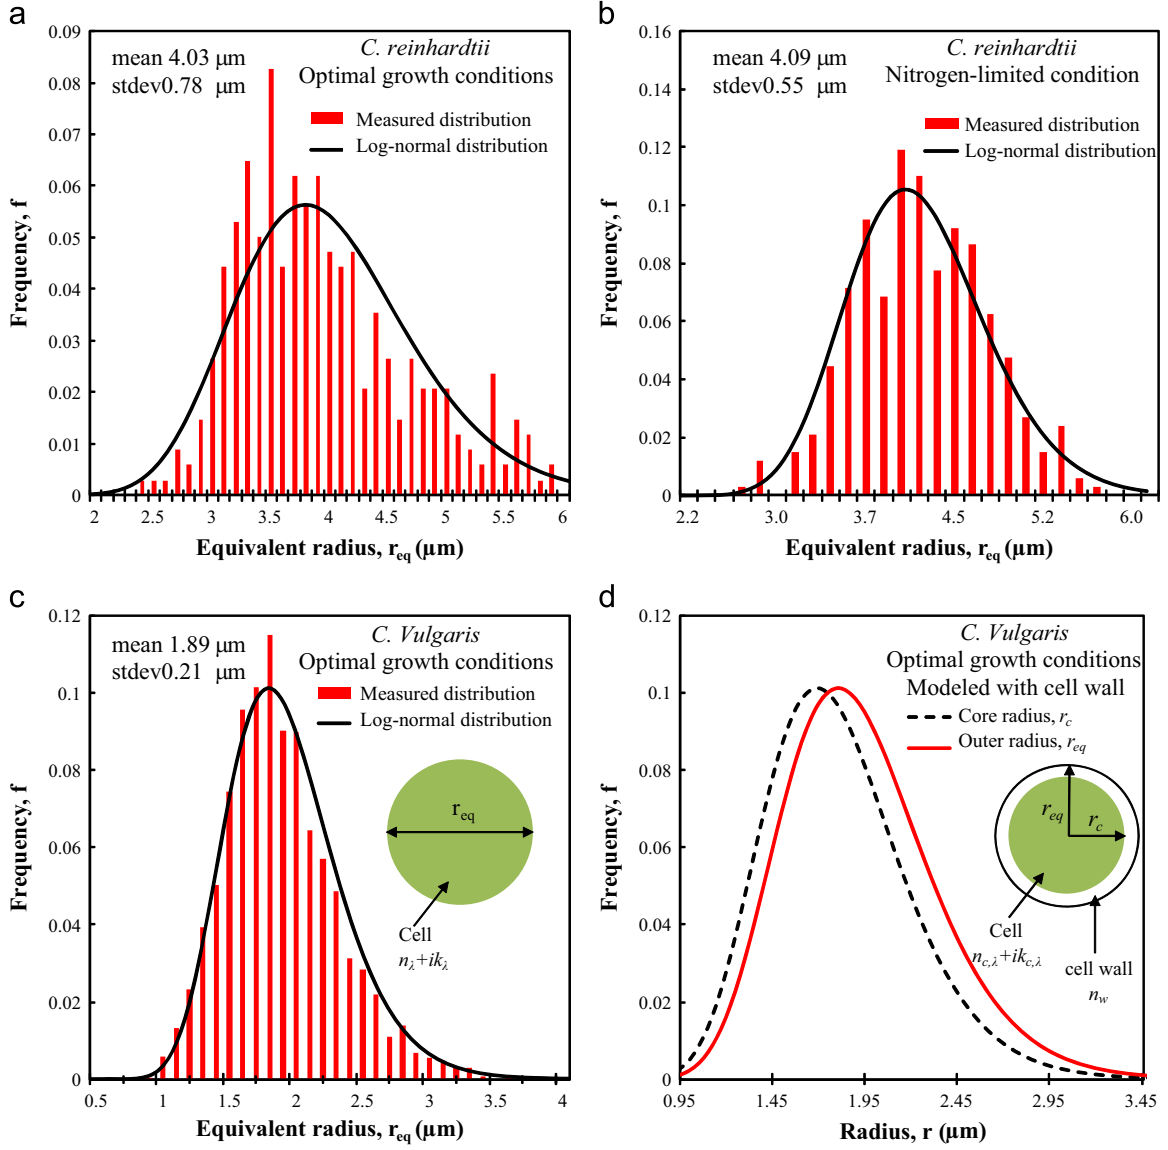 a
0.09
0.08
0.07
0.06
0.05
0.04
0.03
0.02
0.01
0
Frequency, f
mean 4.03 μm
stdev0.78 μm
C. reinhardtii
Optimal growth conditions
Measured distribution
Log-normal distribution
2 2.5 3 3.5 4 4.5 5 5.5 6
Equivalent radius, req (μm)
b
0.16
0.14
0.12
0.1
0.08
0.06
0.04
0.02
0
Frequency, f
mean 4.09 μm
stdev0.55 μm
C. reinhardtii
Nitrogen-limited condition
Measured distribution
Log-normal distribution
2.2 3.0 3.7 4.5 5.2 6.0
Equivalent radius, req (μm)
c
0.12
0.1
0.08
0.06
0.04
0.02
0
Frequency, f
mean 1.89 μm
stdev0.21 μm
C. Vulgaris
Optimal growth conditions
Measured distribution
Log-normal distribution
req
Cell
nλ+ikλ
0.5 1 1.5 2 2.5 3 3.5 4
Equivalent radius, req (μm)
d
0.12
0.1
0.08
0.06
0.04
0.02
0
Frequency, f
C. Vulgaris
Optimal growth conditions
Modeled with cell wall
Core radius, rc
Outer radius, req
req
rc
Cell
nc,λ+ikc,λ
cell wall
nw
0.95 1.45 1.95 2.45 2.95 3.45
Radius, r (μm)